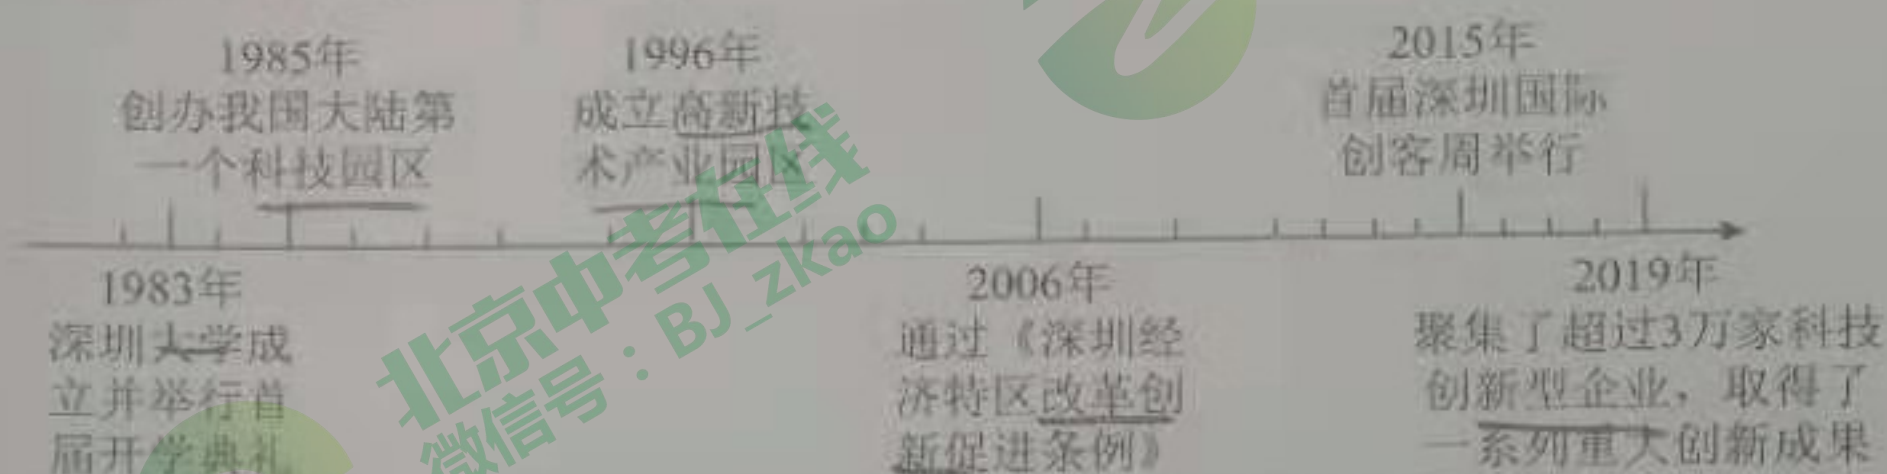 1985年
创办我国大陆第
一个科技园区
1996年
成立高新技
术产业园区
2015年
首届深圳国际
创客周举行
1983年
深圳大学成
立并举行首
届开学典礼
2006年
通过《深圳经
济特区改革创
新促进条例》
2019年
聚集了超过3万家科技
创新型企业，取得了
一系列重大创新成果
北京中考在线
微信号：BJ_zkao